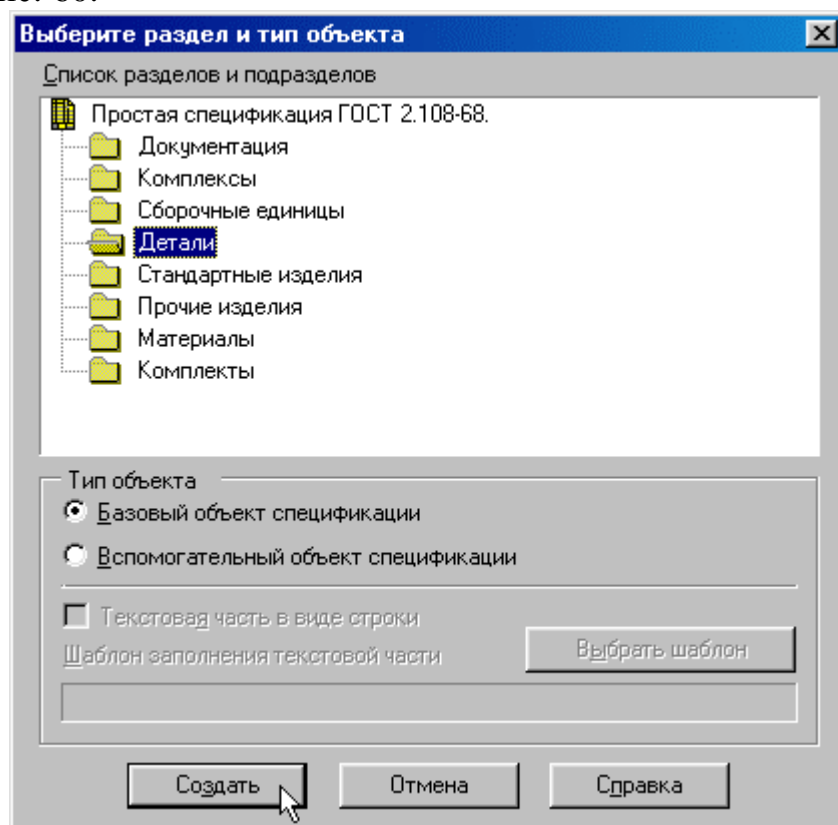 Выберите раздел и тип объекта
Список разделов и подразделов
Простая спецификация ГОСТ 2.108-68.
Документация
Комплексы
Сборочные единицы
Детали
Стандартные изделия
Прочие изделия
Материалы
Комплекты
Тип объекта
Базовый объект спецификации
Вспомогательный объект спецификации
Текстовая часть в виде строки
Шаблон заполнения текстовой части
Выбрать шаблон
Создать Отмена Справка